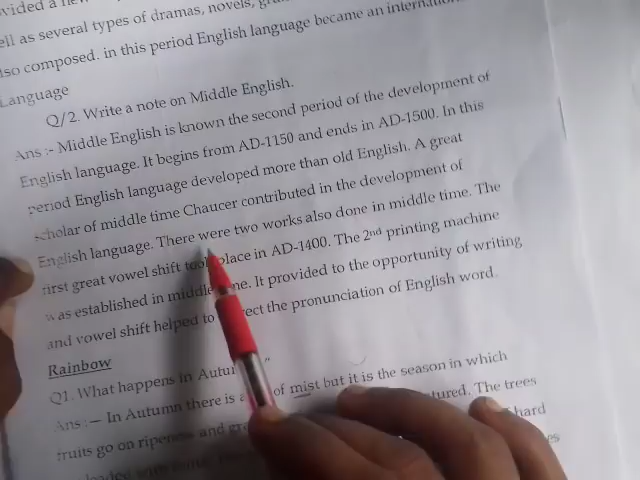 vided a new
ell as several types of dramas, novels,
lso composed. in this period English language became an
Language
Q/2. Write a note on Middle English.
Ans :- Middle English is known the second period of the development of
English language. It begins from AD-1150 and ends in AD-1500. In this
period English language developed more than old English. A great
scholar of middle time Chaucer contributed in the development of
English language. There were two works also done in middle time. The
first great vowel shift took place in AD-1400. The 2nd printing machine
was established in middle. It provided to the opportunity of writing
and vowel shift helped to the pronunciation of English word.
Rainbow
Q1. What happens in
Ans :— In Autumn there is a of mist but it is the season in which
fruits go on ripeness and The trees
hard